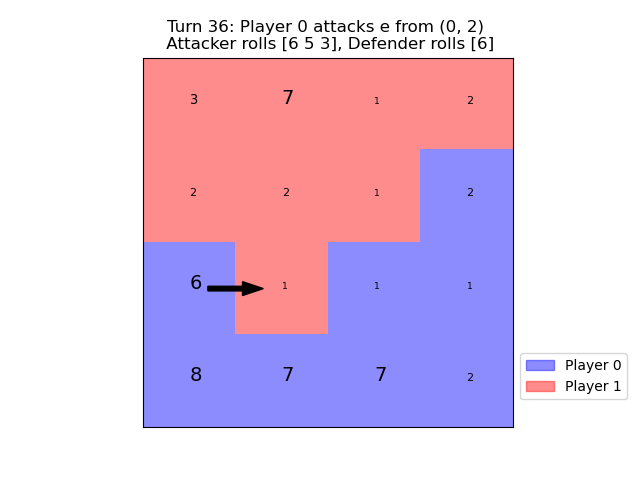 Turn 36: Player 0 attacks e from (0, 2)
Attacker rolls [6 5 3], Defender rolls [6]
3 7 1 2
2 2 1 2
6 1 1 1
8 7 7 2
Player 0
Player 1